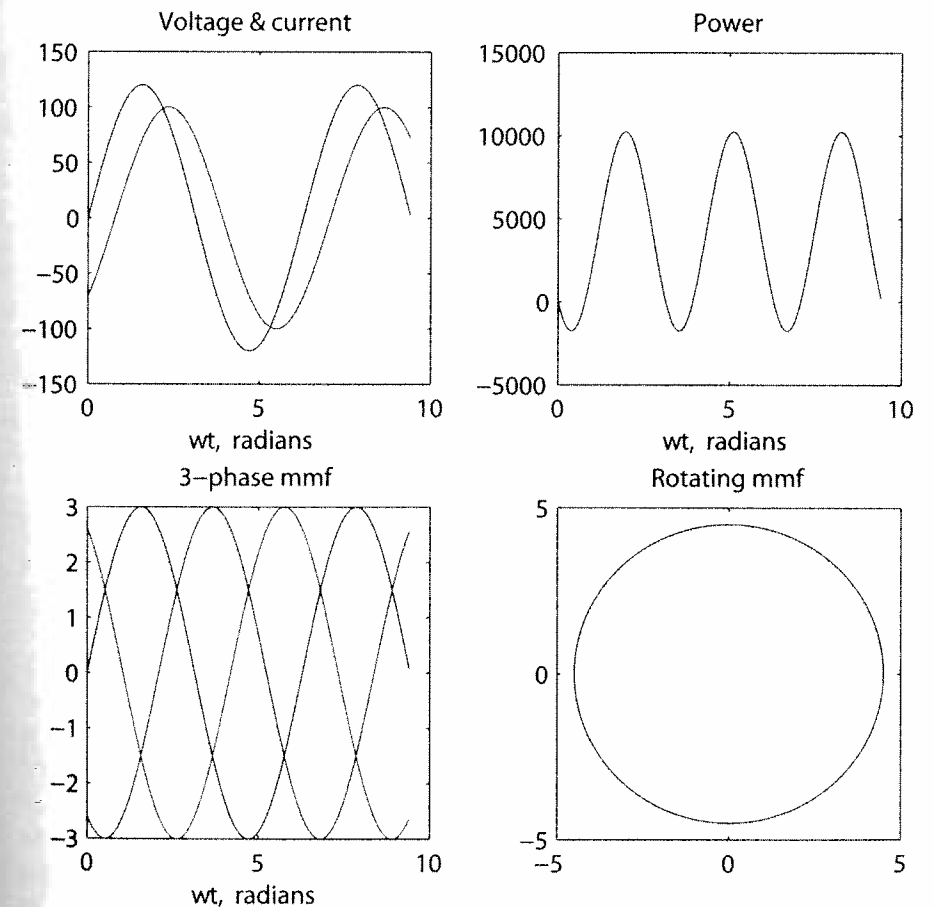 Voltage & current
150
100
50
0
−50
−100
−150
0 5 10
wt, radians
Power
15000
10000
5000
0
−5000
0 5 10
wt, radians
3−phase mmf
3
2
1
0
−1
−2
−3
0 5 10
wt, radians
Rotating mmf
5
0
−5
−5 0 5